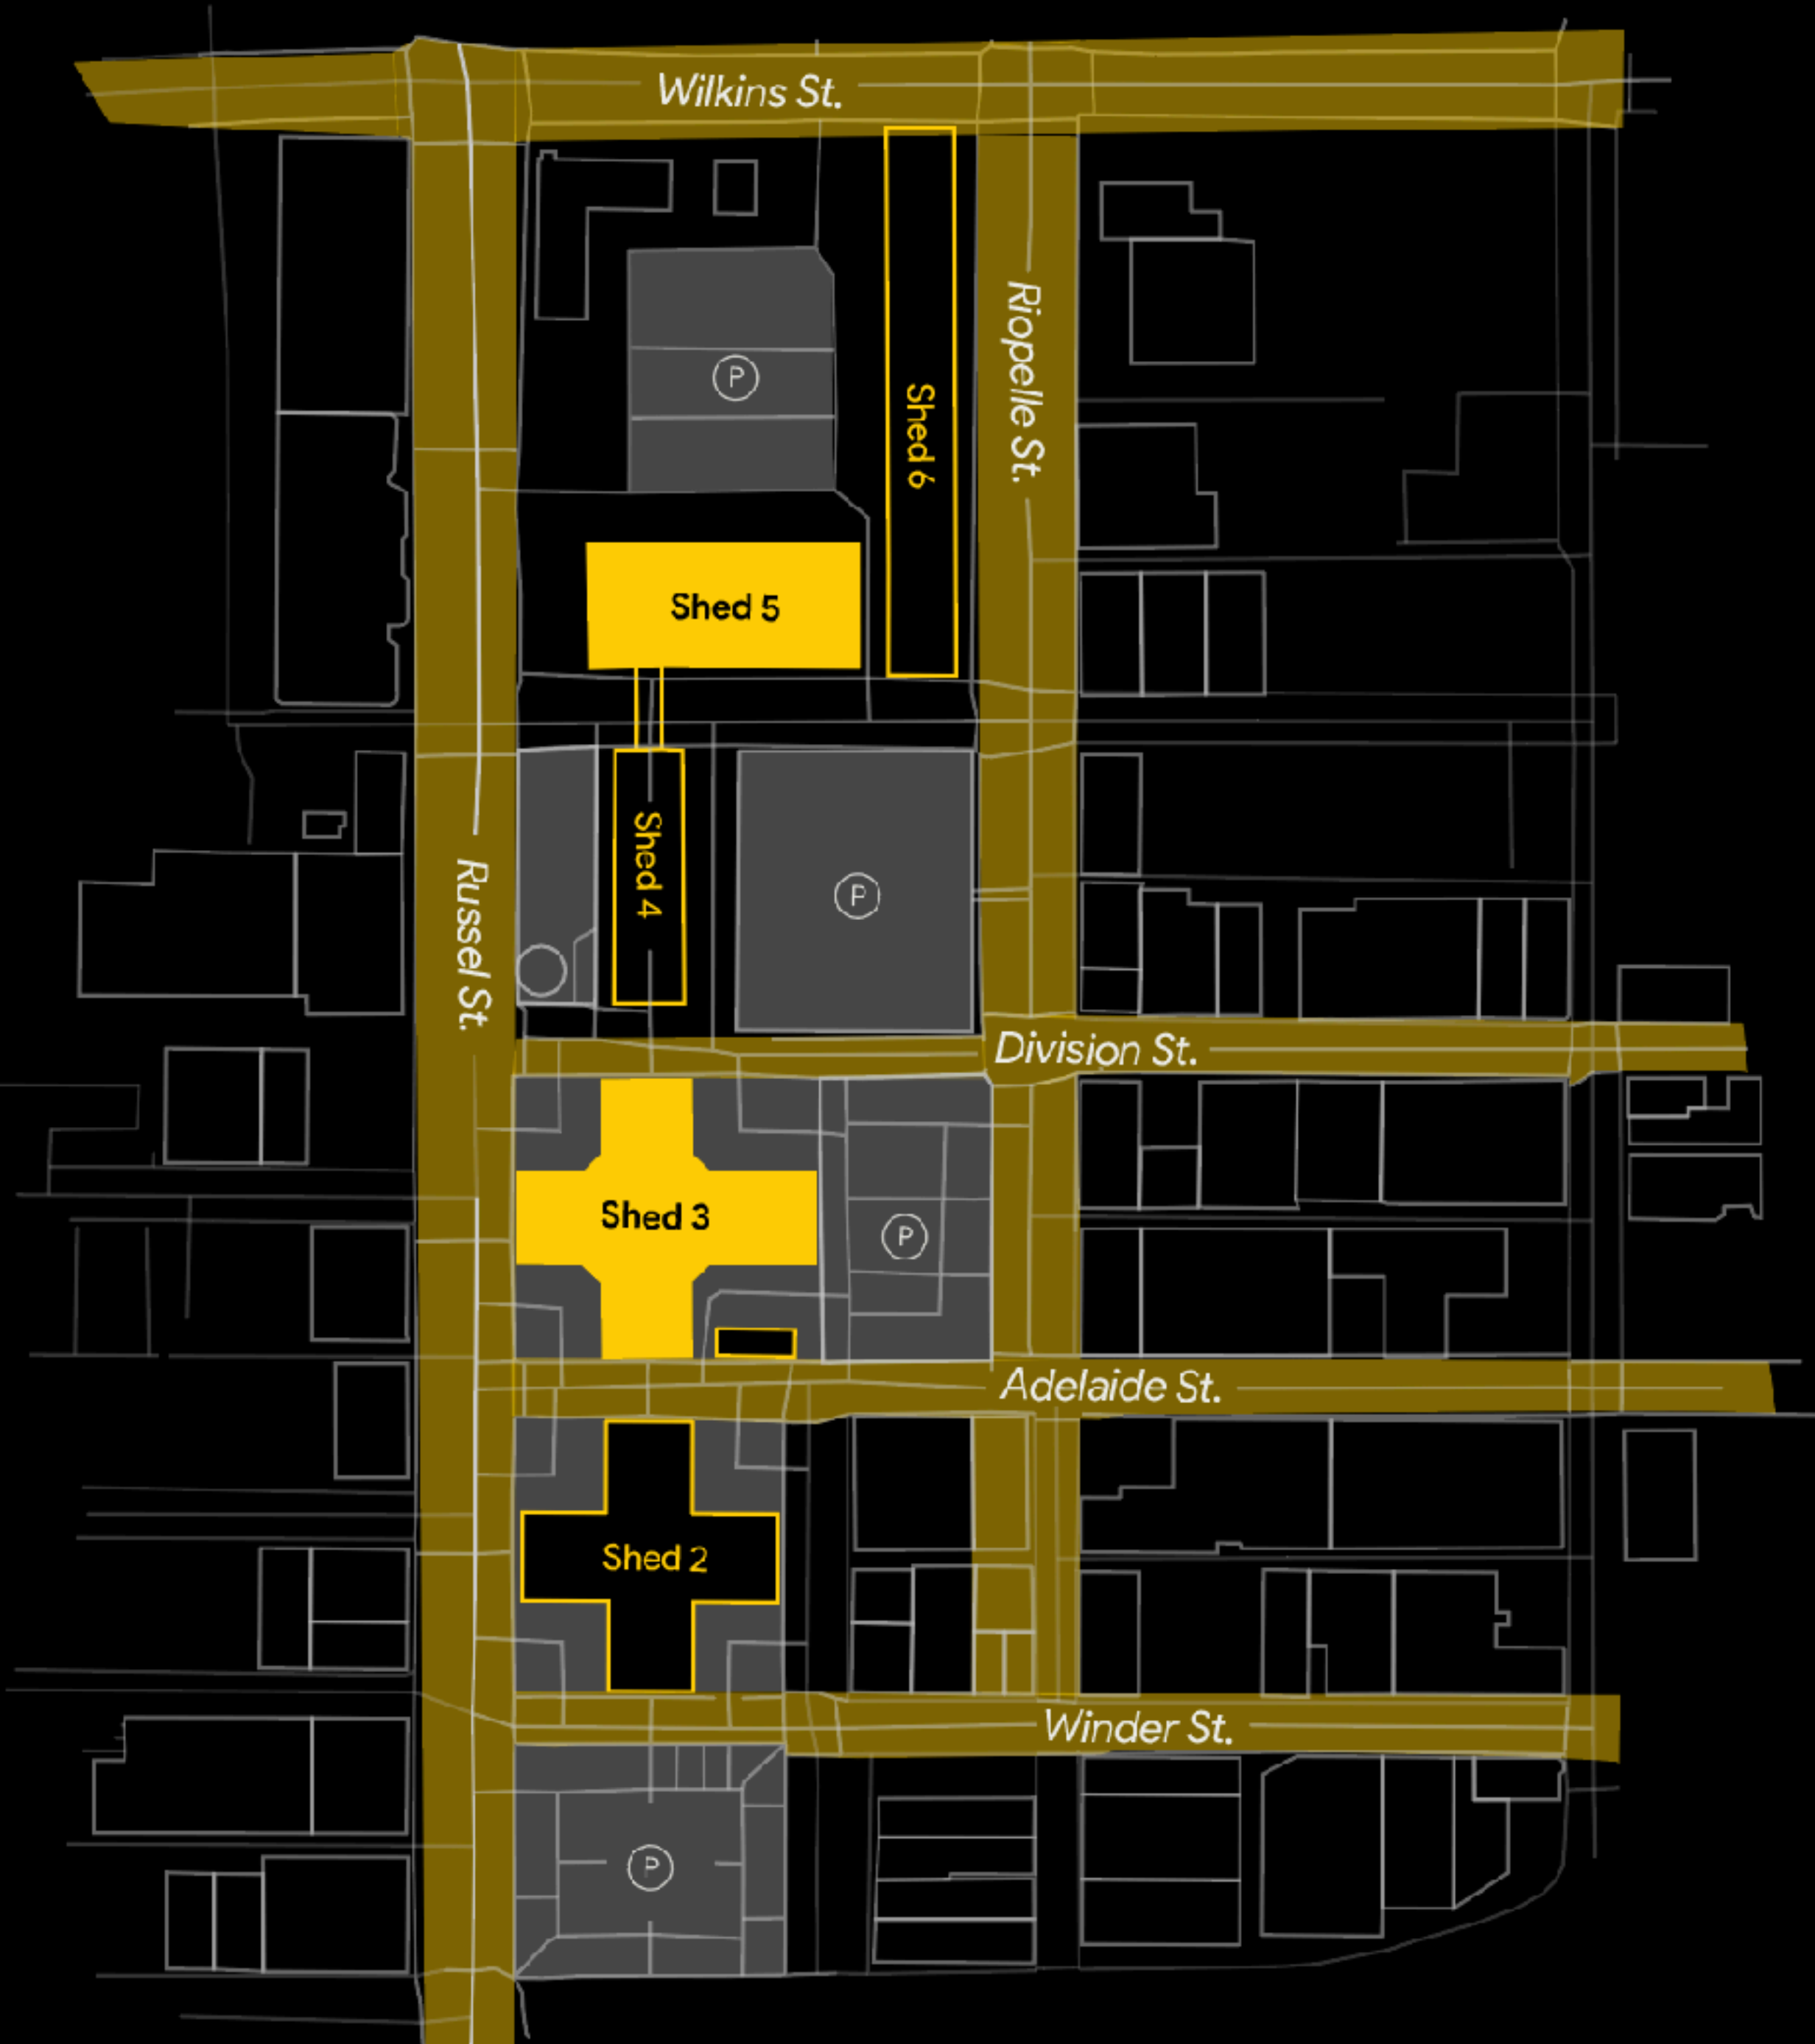 Wilkins St.
Riopelle St.
P
Shed 6
Shed 5
Shed 4
Russel St.
P
Division St.
Shed 3
P
Adelaide St.
Shed 2
Winder St.
P